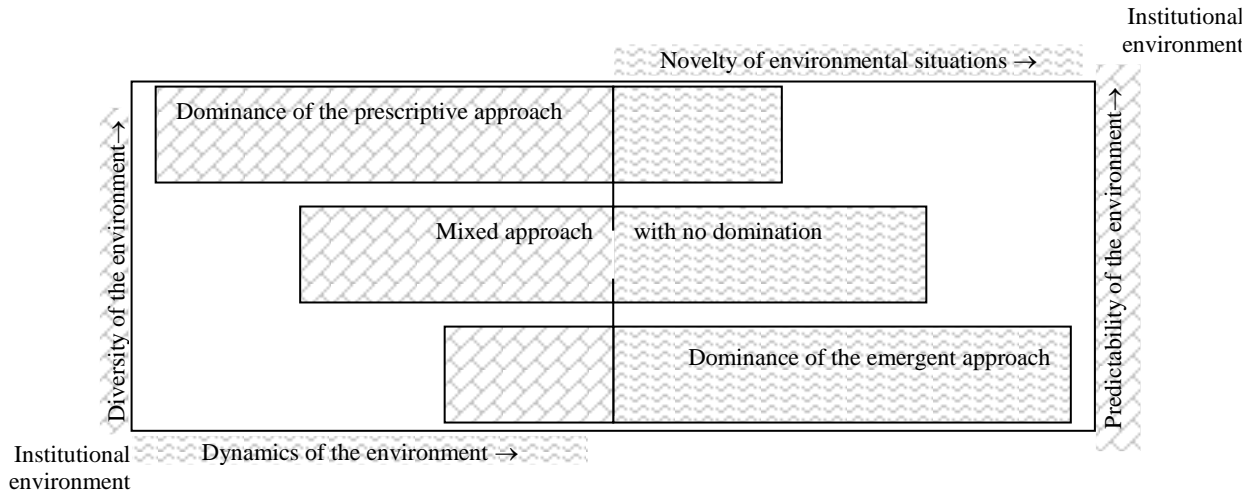 Institutional
environment
Novelty of environmental situations →
Dominance of the prescriptive approach
Diversity of the environment→
Predictability of the environment→
Mixed approach with no domination
Dominance of the emergent approach
Dynamics of the environment →
Institutional
environment